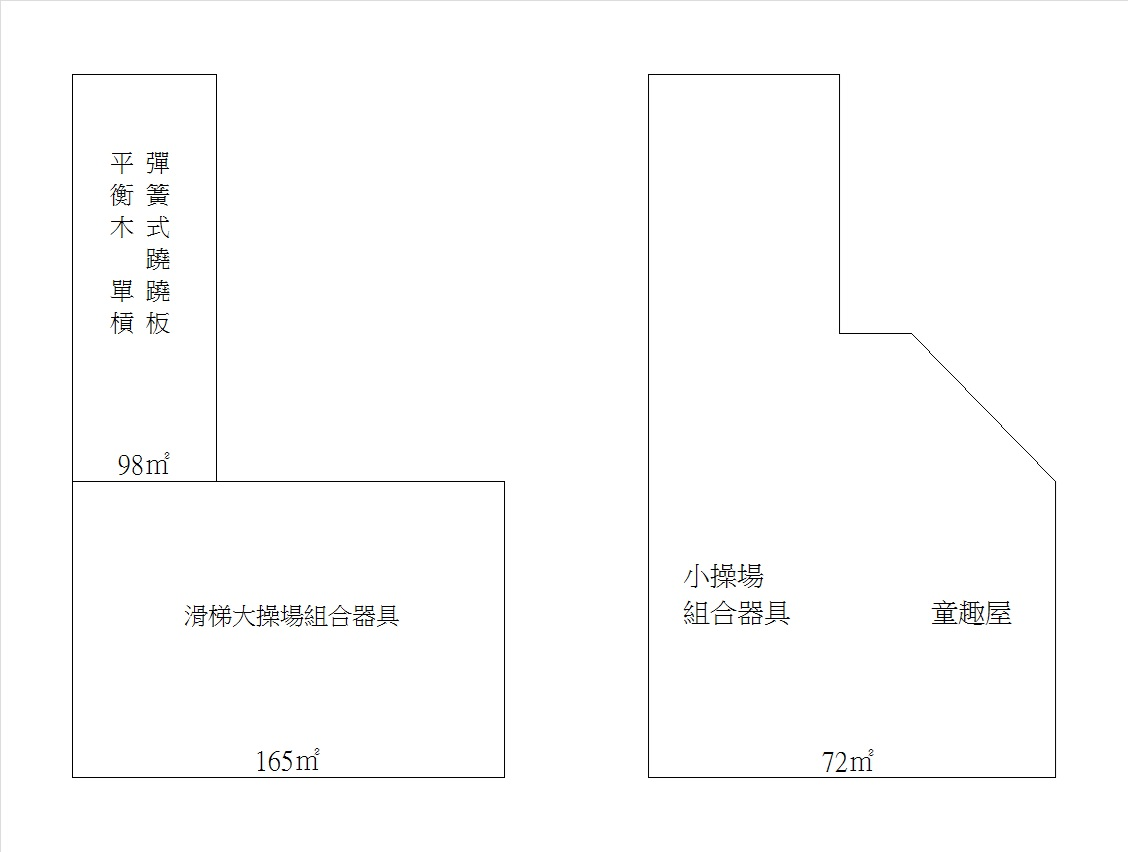 彈簧式蹺蹺板
平衡木 單槓
98㎡
滑梯大操場組合器具
165㎡
小操場
組合器具
童趣屋
72㎡